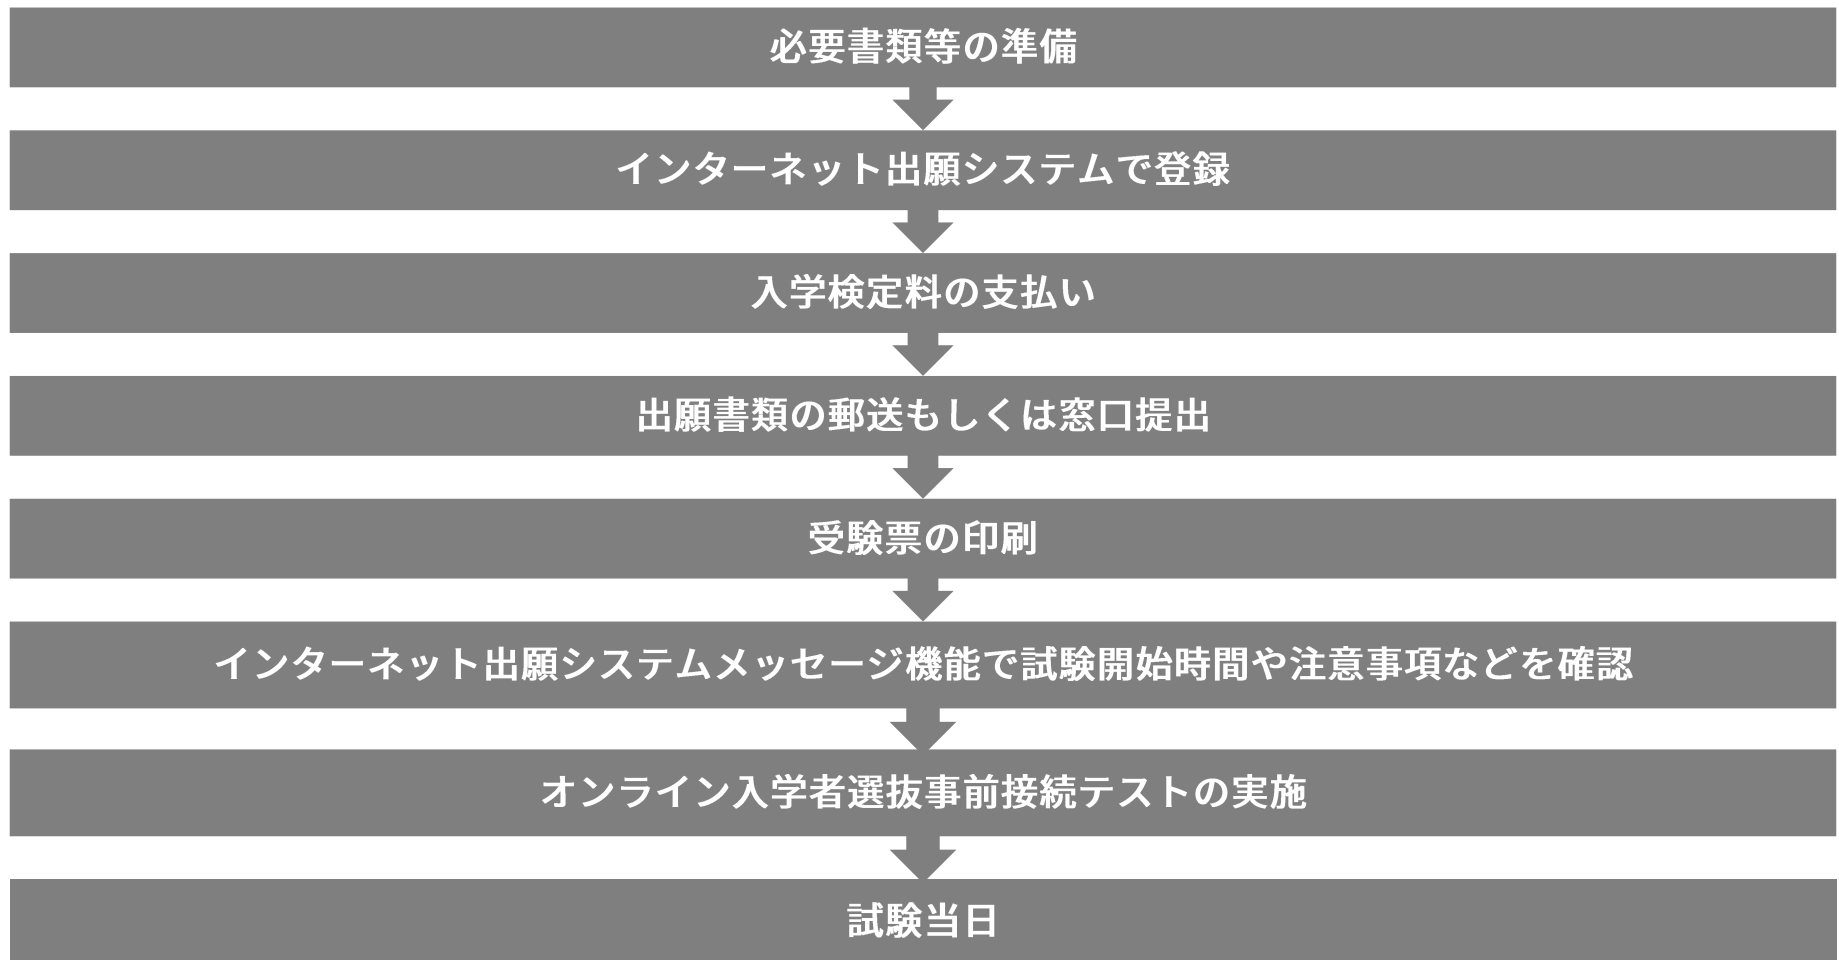 必要書類等の準備
インターネット出願システムで登録
入学検定料の支払い
出願書類の郵送もしくは窓口提出
受験票の印刷
インターネット出願システムメッセージ機能で試験開始時間や注意事項などを確認
オンライン入学者選抜事前接続テストの実施
試験当日